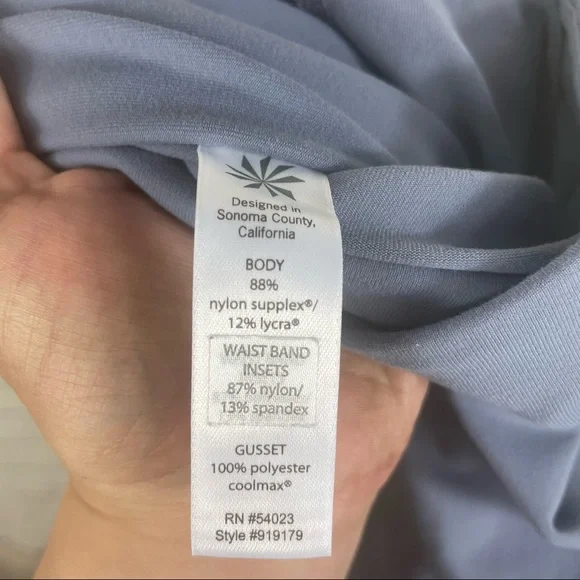 Designed in
Sonoma County,
California
BODY
88%
nylon supplex®/
12% lycra®
WAIST BAND
INSETS
87% nylon/
13% spandex
GUSSET
100% polyester
coolmax®
RN #54023
Style #919179